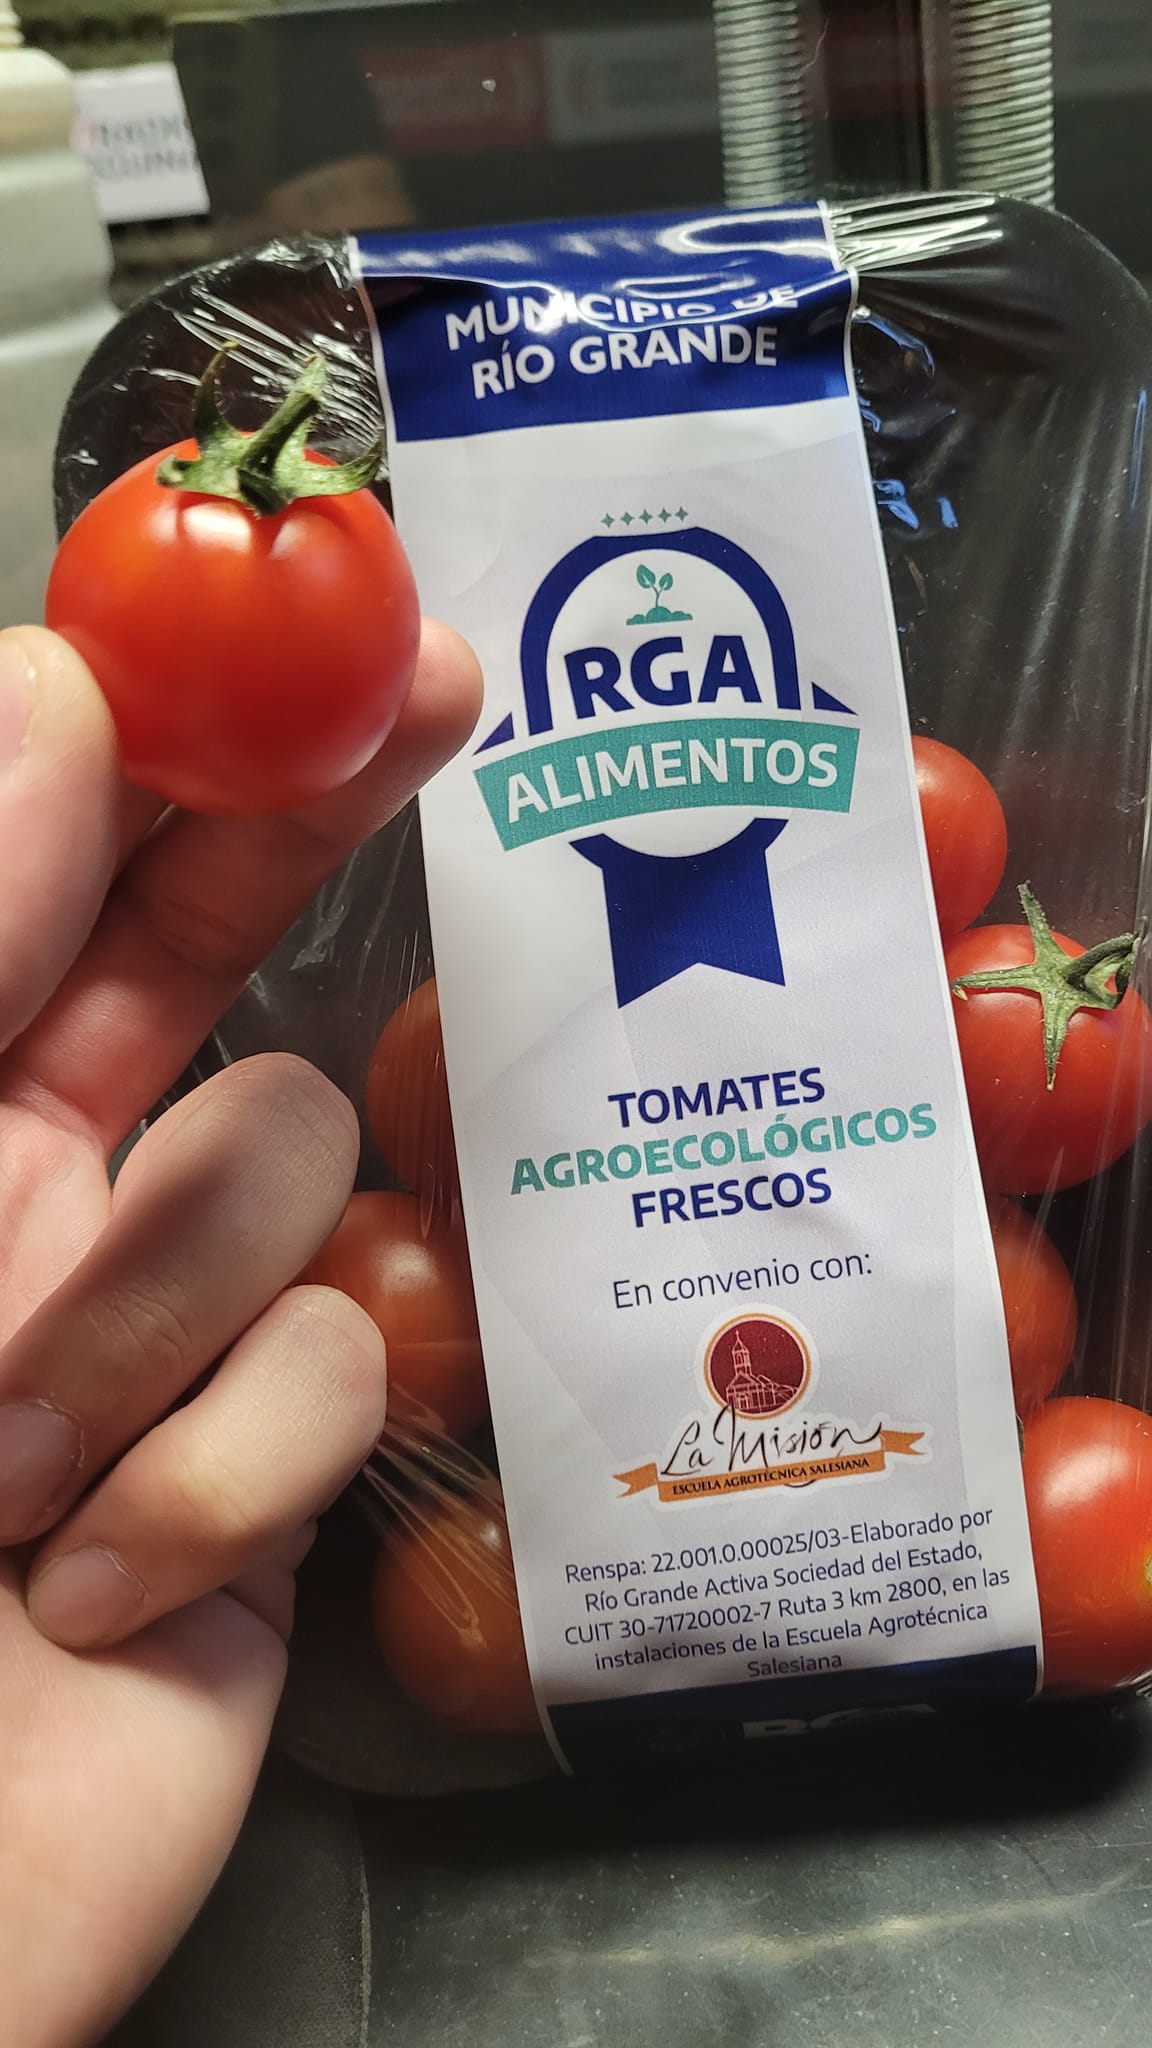 MUNICIPIO DE
RÍO GRANDE
RGA
ALIMENTOS
TOMATES
AGROECOLÓGICOS
FRESCOS
En convenio con:
La Misión
ESCUELA AGROTÉCNICA SALESIANA
Renspa: 22.001.0.00025/03-Elaborado por
Río Grande Activa Sociedad del Estado,
CUIT 30-71720002-7 Ruta 3 km 2800, en las
instalaciones de la Escuela Agrotécnica
Salesiana